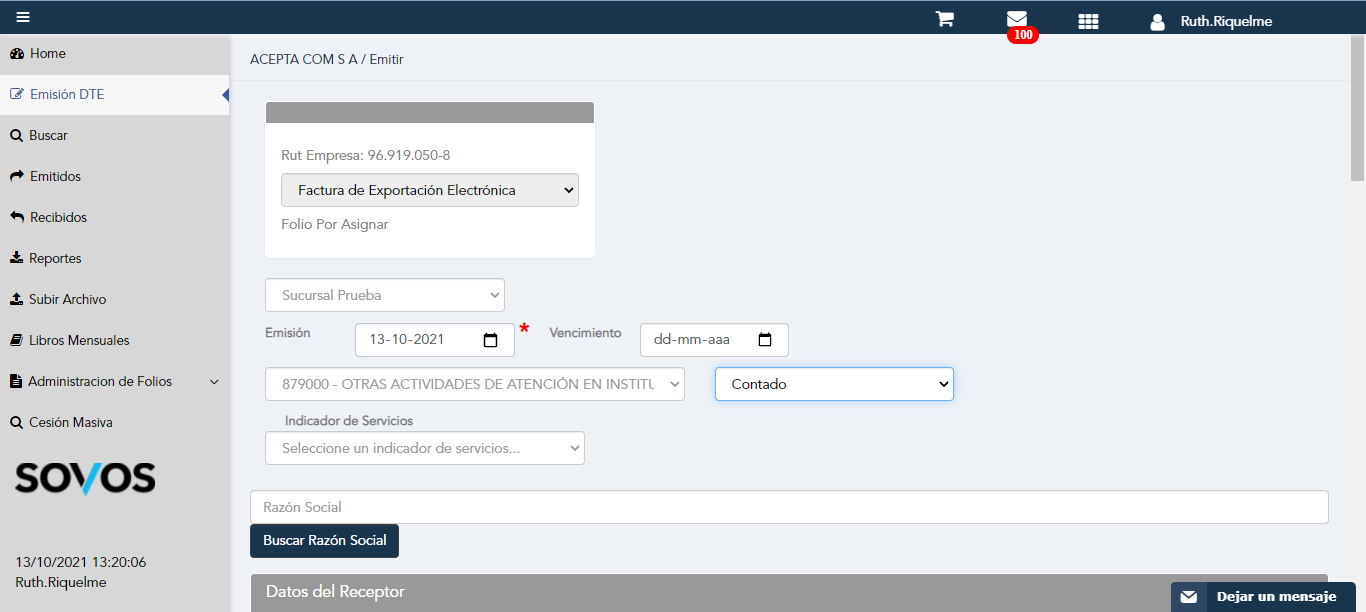 Ruth.Riquelme
100
Home
Emisión DTE
Buscar
Emitidos
Recibidos
Reportes
Subir Archivo
Libros Mensuales
Administracion de Folios
Cesión Masiva
SOVOS
13/10/2021 13:20:06
Ruth.Riquelme
ACEPTA COM S A / Emitir
Rut Empresa: 96.919.050-8
Factura de Exportación Electrónica
Folio Por Asignar
Sucursal Prueba
Emisión 13-10-2021 * Vencimiento dd-mm-aaa
879000 - OTRAS ACTIVIDADES DE ATENCIÓN EN INSTITU Contado
Indicador de Servicios
Seleccione un indicador de servicios...
Razón Social
Buscar Razón Social
Datos del Receptor
Dejar un mensaje